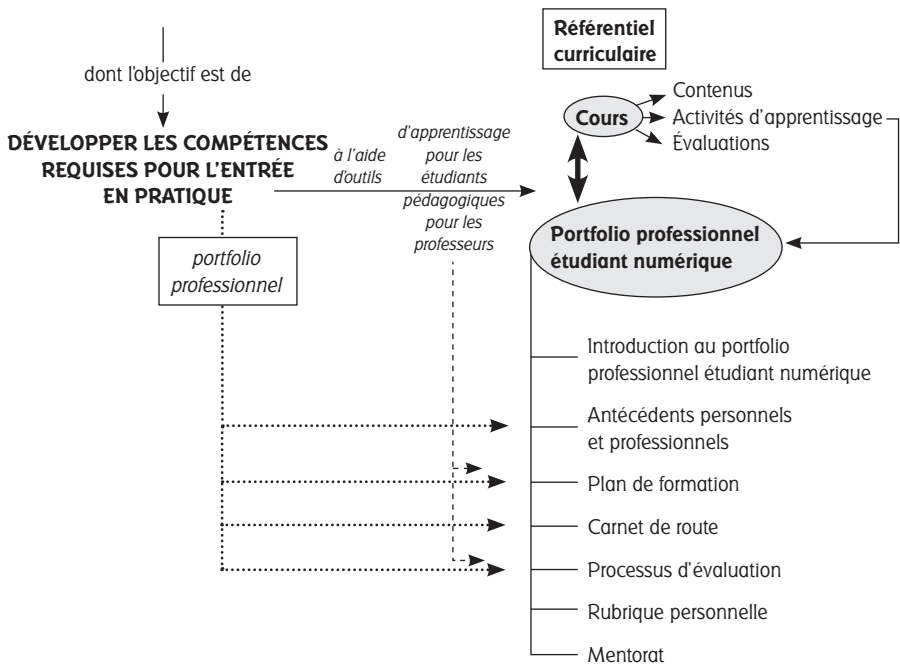 Référentiel
curriculaire
dont l'objectif est de
DÉVELOPPER LES COMPÉTENCES
REQUISES POUR L'ENTRÉE
EN PRATIQUE
portfolio
professionnel
à l'aide
d'outils
d'apprentissage
pour les
étudiants
pédagogiques
pour les
professeurs
Cours
Contenus
Activités d'apprentissage
Évaluations
Portfolio professionnel
étudiant numérique
Introduction au portfolio
professionnel étudiant numérique
Antécédents personnels
et professionnels
Plan de formation
Carnet de route
Processus d'évaluation
Rubrique personnelle
Mentorat